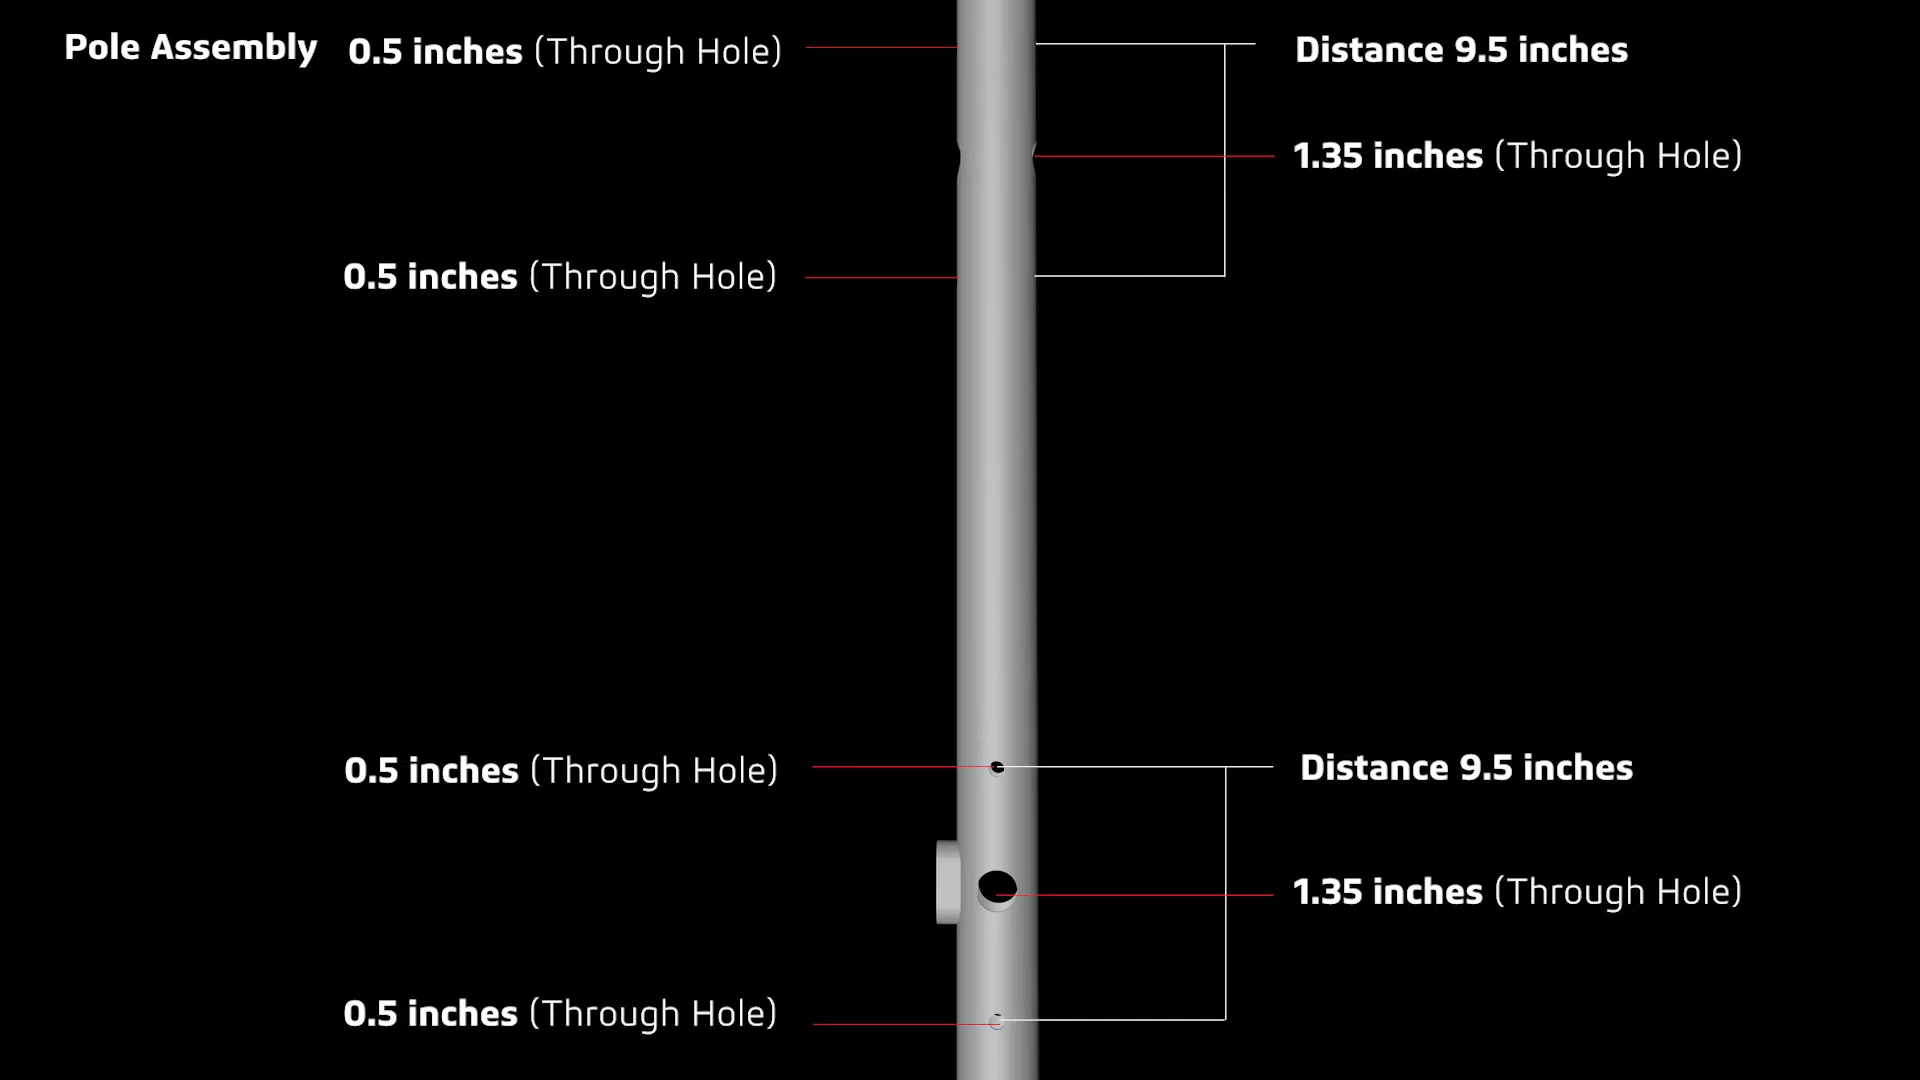 Pole Assembly
0.5 inches (Through Hole)
Distance 9.5 inches
1.35 inches (Through Hole)
0.5 inches (Through Hole)
0.5 inches (Through Hole)
Distance 9.5 inches
1.35 inches (Through Hole)
0.5 inches (Through Hole)